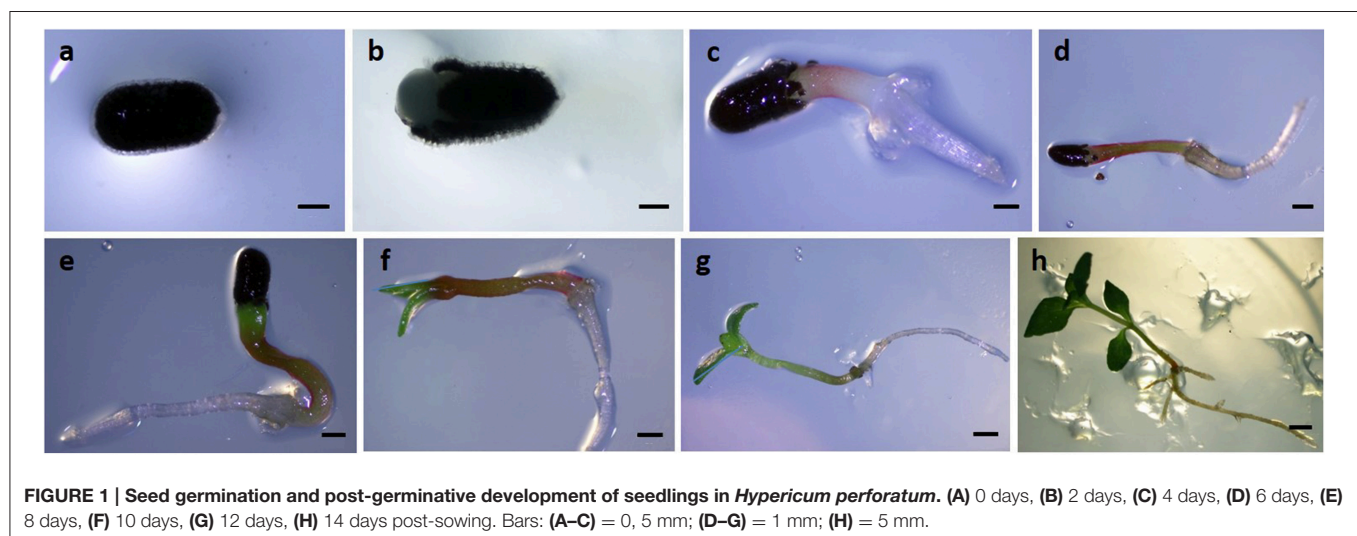 a
b
c
d
e
f
g
h
FIGURE 1 | Seed germination and post-germinative development of seedlings in Hypericum perforatum. (A) 0 days, (B) 2 days, (C) 4 days, (D) 6 days, (E)
8 days, (F) 10 days, (G) 12 days, (H) 14 days post-sowing. Bars: (A–C) = 0, 5 mm; (D–G) = 1 mm; (H) = 5 mm.